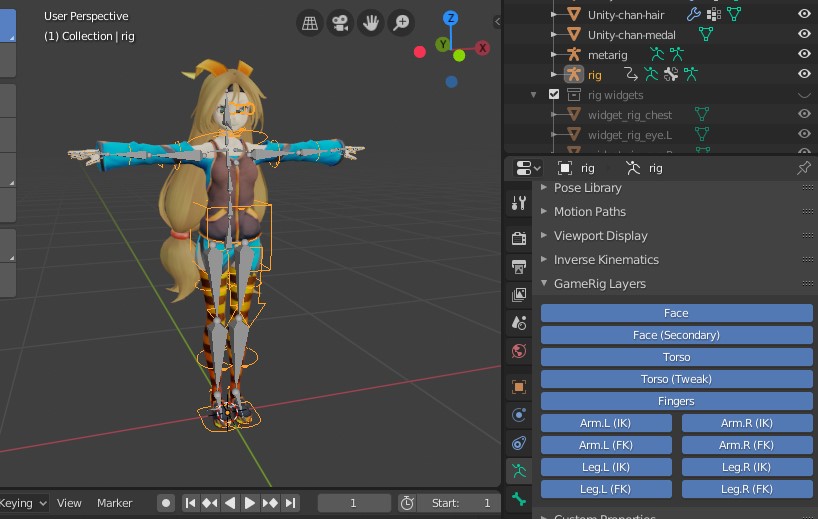 User Perspective
(1) Collection | rig
Z
Y
X
Unity-chan-hair
Unity-chan-medal
metarig
rig
rig widgets
widget_rig_chest
widget_rig_eye.L
rig
rig
Pose Library
Motion Paths
Viewport Display
Inverse Kinematics
GameRig Layers
Face
Face (Secondary)
Torso
Torso (Tweak)
Fingers
Arm.L (IK) Arm.R (IK)
Arm.L (FK) Arm.R (FK)
Leg.L (IK) Leg.R (IK)
Leg.L (FK) Leg.R (FK)
Custom Properties
Keying View Marker 1 Start: 1